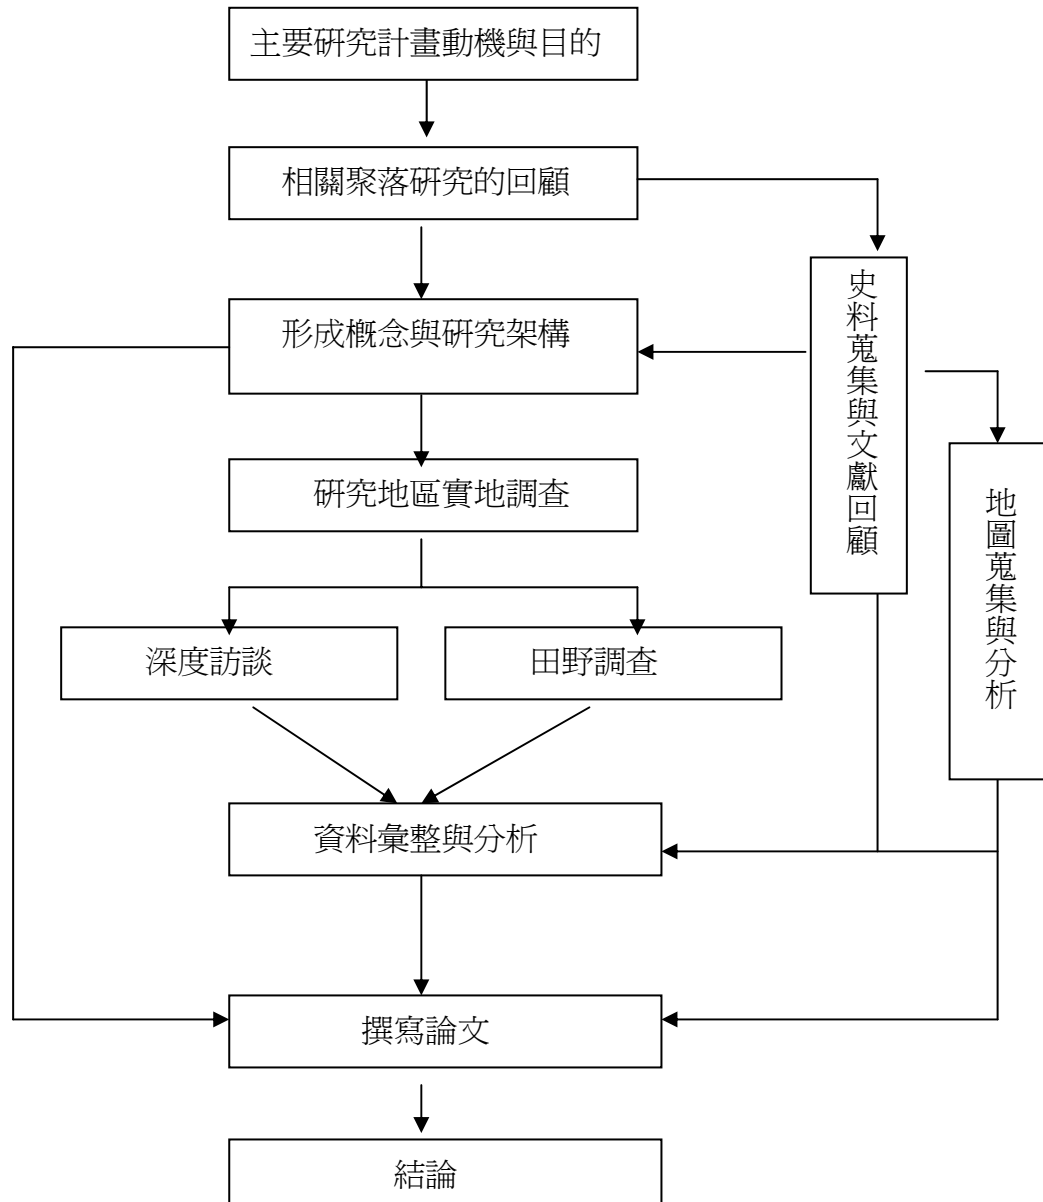 主要研究計畫動機與目的
相關聚落研究的回顧
形成概念與研究架構
研究地區實地調查
深度訪談
田野調查
資料彙整與分析
撰寫論文
結論
史料蒐集與文獻回顧
地圖蒐集與分析